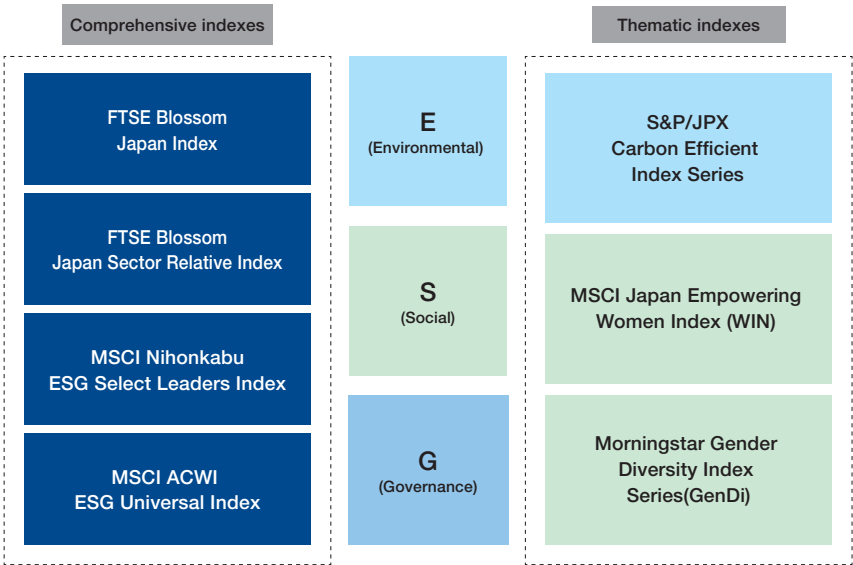 Comprehensive indexes
FTSE Blossom
Japan Index
FTSE Blossom
Japan Sector Relative Index
MSCI Nihonkabu
ESG Select Leaders Index
MSCI ACWI
ESG Universal Index
E
(Environmental)
S
(Social)
G
(Governance)
Thematic indexes
S&P/JPX
Carbon Efficient
Index Series
MSCI Japan Empowering
Women Index (WIN)
Morningstar Gender
Diversity Index
Series(GenDi)